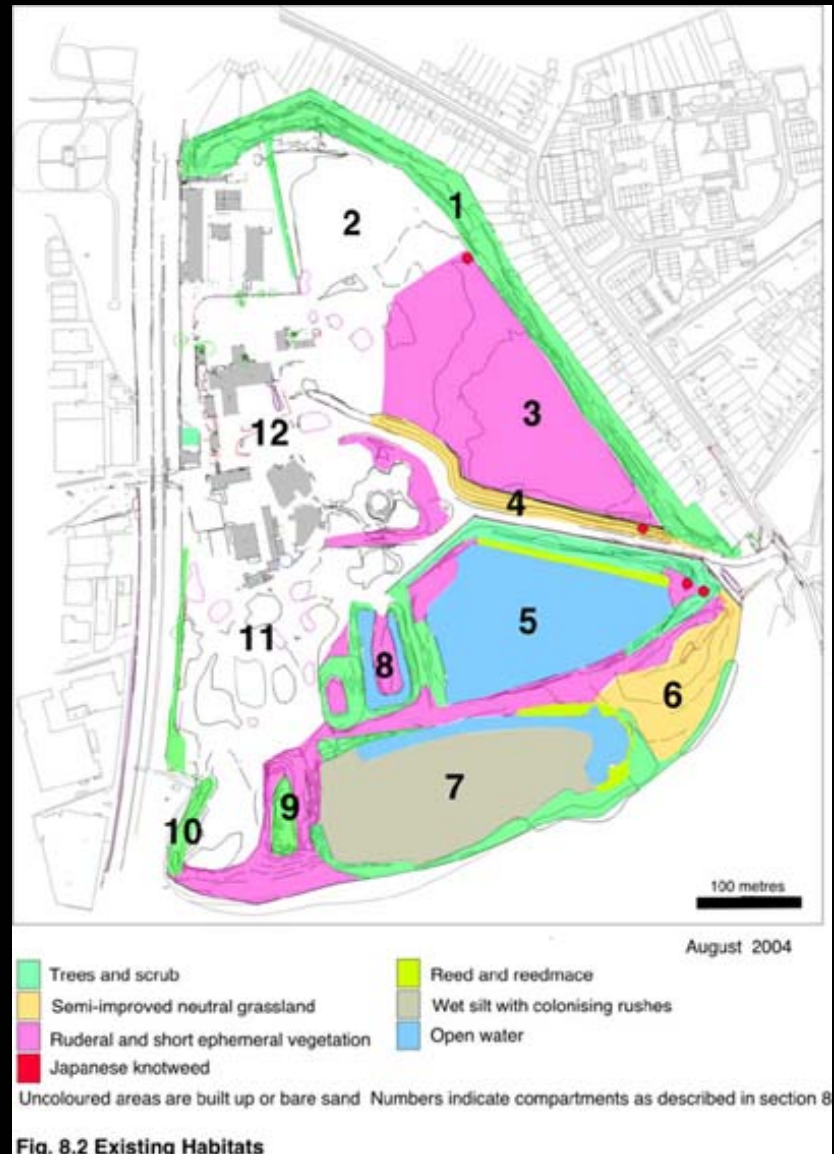 1
2
3
12
4
5
11
8
6
7
9
10
100 metres
August 2004
Trees and scrub
Semi-improved neutral grassland
Ruderal and short ephemeral vegetation
Japanese knotweed
Reed and reedmace
Wet silt with colonising rushes
Open water
Uncoloured areas are built up or bare sand Numbers indicate compartments as described in section 8
Fig. 8.2 Existing Habitats